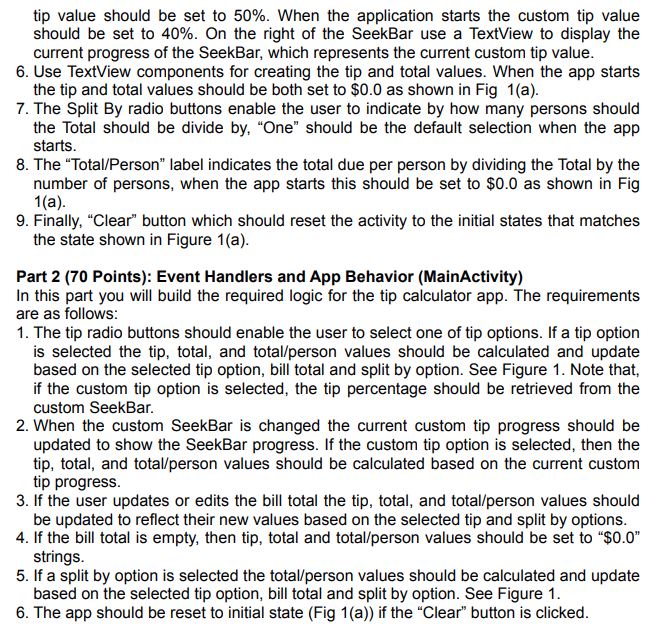 tip value should be set to 50%. When the application starts the custom tip value
should be set to 40%. On the right of the SeekBar use a TextView to display the
current progress of the SeekBar, which represents the current custom tip value.
6. Use TextView components for creating the tip and total values. When the app starts
the tip and total values should be both set to $0.0 as shown in Fig 1(a).
7. The Split By radio buttons enable the user to indicate by how many persons should
the Total should be divide by, “One” should be the default selection when the app
starts.
8. The “Total/Person” label indicates the total due per person by dividing the Total by the
number of persons, when the app starts this should be set to $0.0 as shown in Fig
1(a).
9. Finally, “Clear” button which should reset the activity to the initial states that matches
the state shown in Figure 1(a).
Part 2 (70 Points): Event Handlers and App Behavior (MainActivity)
In this part you will build the required logic for the tip calculator app. The requirements
are as follows:
1. The tip radio buttons should enable the user to select one of tip options. If a tip option
is selected the tip, total, and total/person values should be calculated and update
based on the selected tip option, bill total and split by option. See Figure 1. Note that,
if the custom tip option is selected, the tip percentage should be retrieved from the
custom SeekBar.
2. When the custom SeekBar is changed the current custom tip progress should be
updated to show the SeekBar progress. If the custom tip option is selected, then the
tip, total, and total/person values should be calculated based on the current custom
tip progress.
3. If the user updates or edits the bill total the tip, total, and total/person values should
be updated to reflect their new values based on the selected tip and split by options.
4. If the bill total is empty, then tip, total and total/person values should be set to “$0.0”
strings.
5. If a split by option is selected the total/person values should be calculated and update
based on the selected tip option, bill total and split by option. See Figure 1.
6. The app should be reset to initial state (Fig 1(a)) if the “Clear” button is clicked.